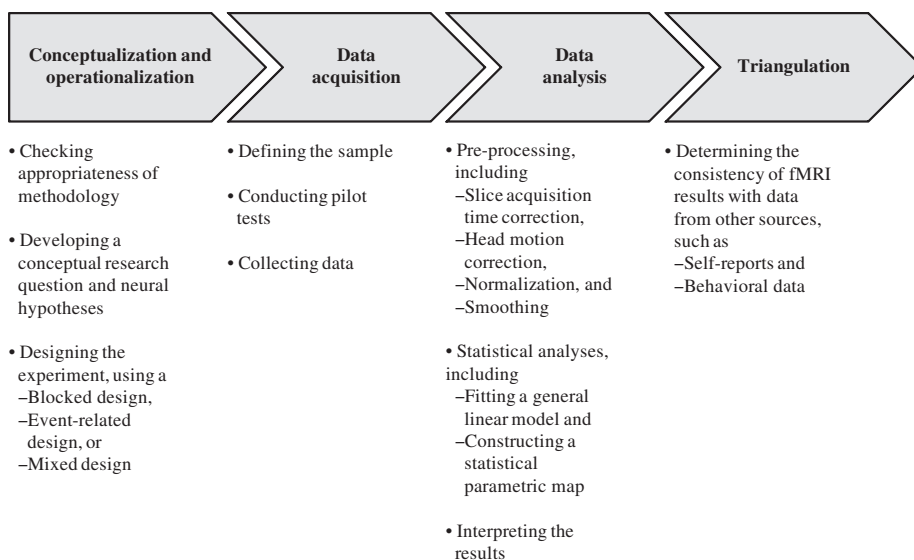 Conceptualization and
operationalization
Data
acquisition
Data
analysis
Triangulation
• Checking
appropriateness of
methodology
• Developing a
conceptual research
question and neural
hypotheses
• Designing the
experiment, using a
–Blocked design,
–Event-related
design, or
–Mixed design
• Defining the sample
• Conducting pilot
tests
• Collecting data
• Pre-processing,
including
–Slice acquisition
time correction,
–Head motion
correction,
–Normalization, and
–Smoothing
• Statistical analyses,
including
–Fitting a general
linear model and
–Constructing a
statistical
parametric map
• Interpreting the
results
• Determining the
consistency of fMRI
results with data
from other sources,
such as
–Self-reports and
–Behavioral data